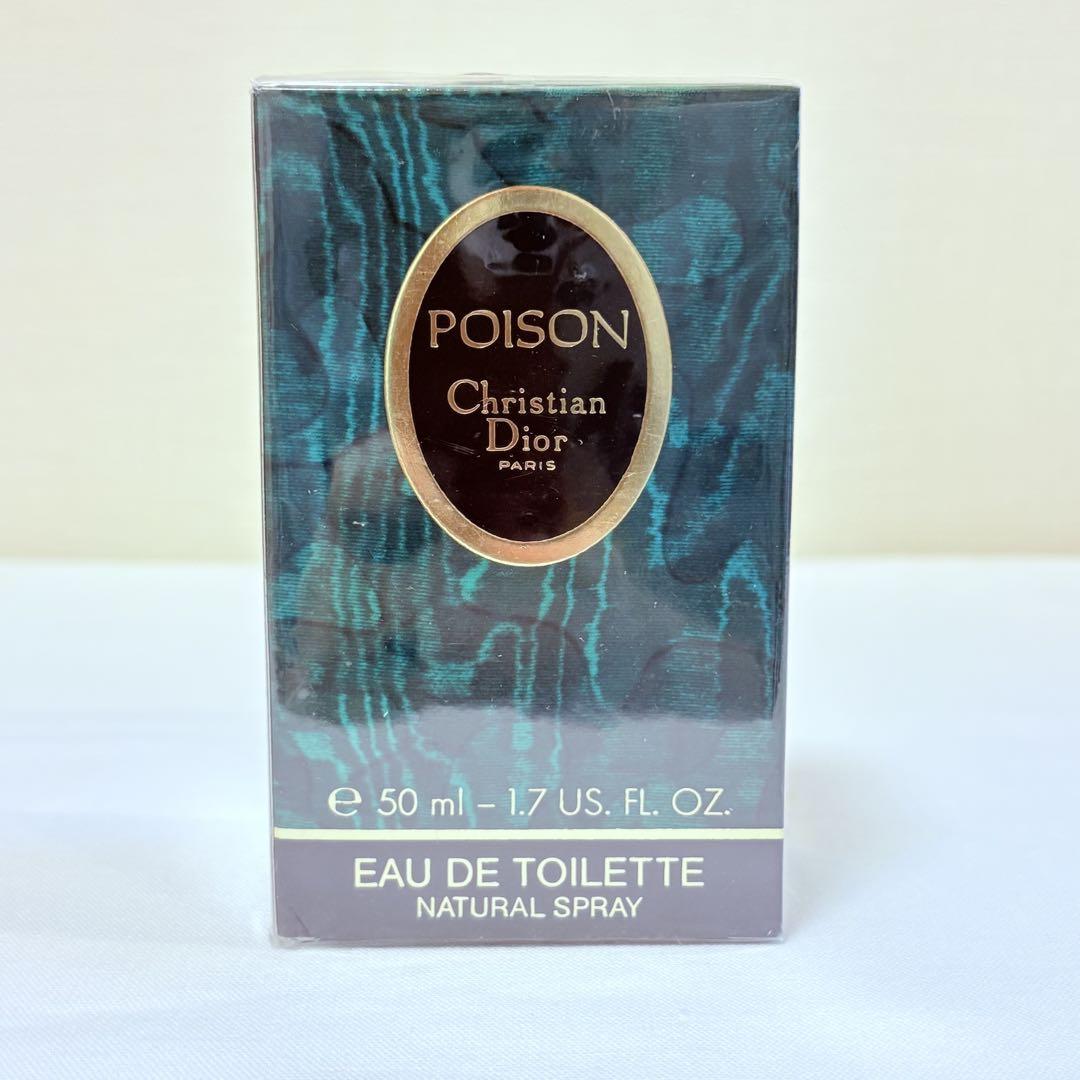 POISON
Christian
Dior
PARIS
℮ 50 ml – 1.7 US. FL. OZ.
EAU DE TOILETTE
NATURAL SPRAY